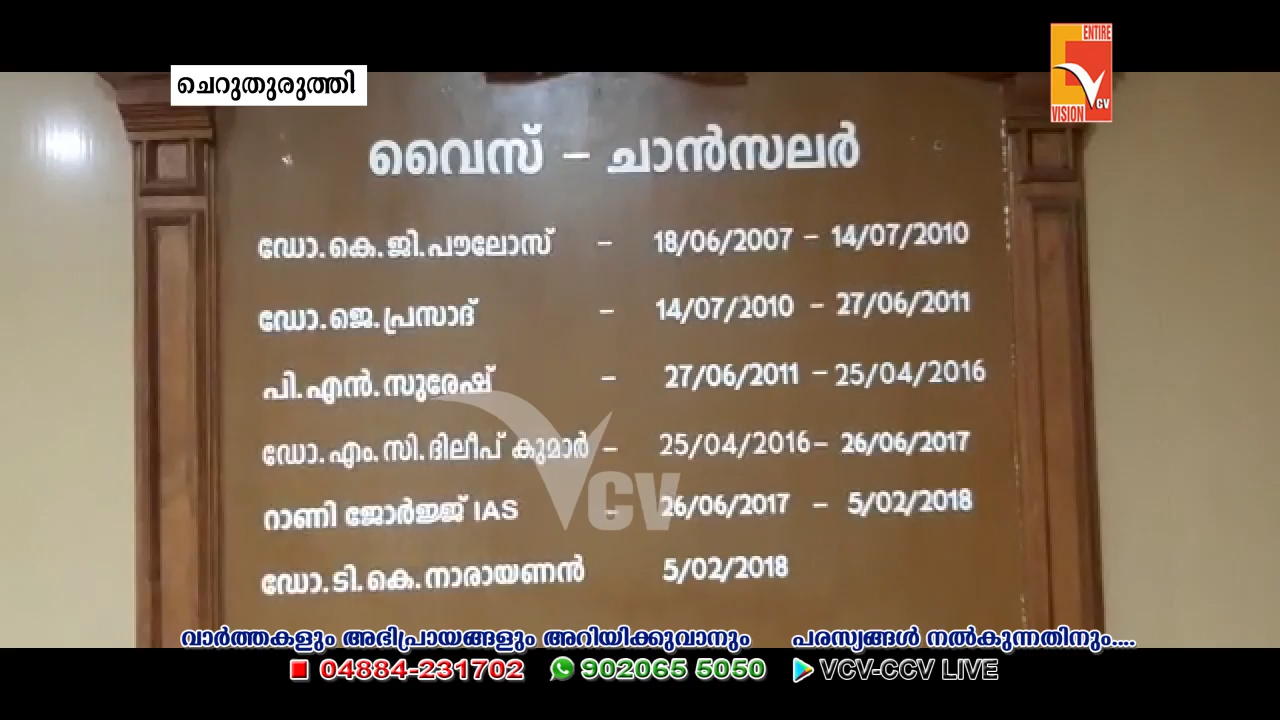 ENTIRE
VCV
VISION
ചെറുതുരുത്തി
വൈസ് – ചാൻസലർ
ഡോ.കെ.ജി.പൗലോസ് – 18/06/2007 – 14/07/2010
ഡോ.ജെ.പ്രസാദ് – 14/07/2010 – 27/06/2011
പി.എൻ.സുരേഷ് – 27/06/2011 – 25/04/2016
ഡോ.എം.സി.ദിലീപ് കുമാർ – 25/04/2016 – 26/06/2017
റാണി ജോർജ്ജ് IAS – 26/06/2017 – 5/02/2018
ഡോ.ടി.കെ.നാരായണൻ 5/02/2018
VCV
വാർത്തകളും അഭിപ്രായങ്ങളും അറിയിക്കുവാനും പരസ്യങ്ങൾ നൽകുന്നതിനും....
04884-231702 902065 5050 VCV-CCV LIVE